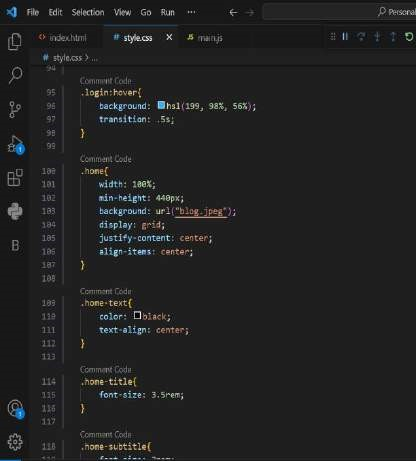 File Edit Selection View Go Run ... Personal
index.html style.css main.js
style.css > ...
94
Comment Code
95 .login:hover{
96 background: hsl(199, 98%, 56%);
97 transition: .5s;
98 }
99
Comment Code
100 .home{
101 width: 100%;
102 min-height: 440px;
103 background: url("blog.jpeg");
104 display: grid;
105 justify-content: center;
106 align-items: center;
107 }
108
Comment Code
109 .home-text{
110 color: black;
111 text-align: center;
112 }
113
Comment Code
114 .home-title{
115 font-size: 3.5rem;
116 }
117
Comment Code
118 .home-subtitle{